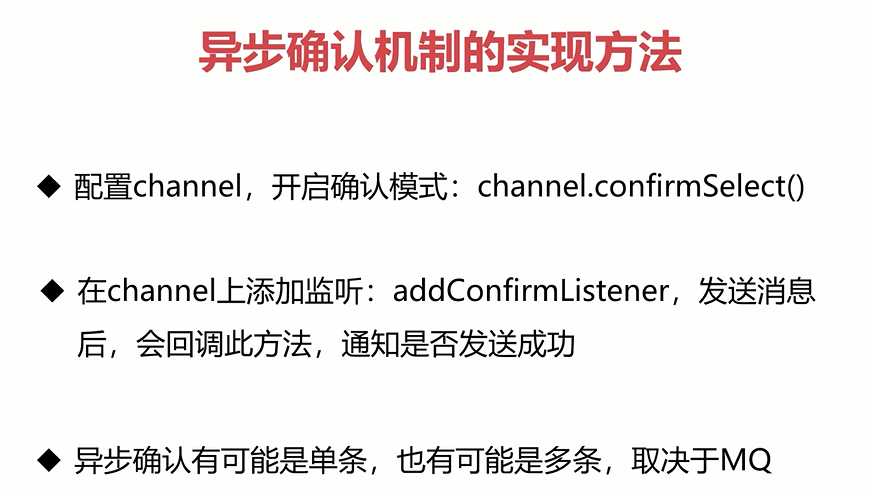 异步确认机制的实现方法
◆ 配置channel，开启确认模式：channel.confirmSelect()
◆ 在channel上添加监听：addConfirmListener，发送消息
后，会回调此方法，通知是否发送成功
◆ 异步确认有可能是单条，也有可能是多条，取决于MQ